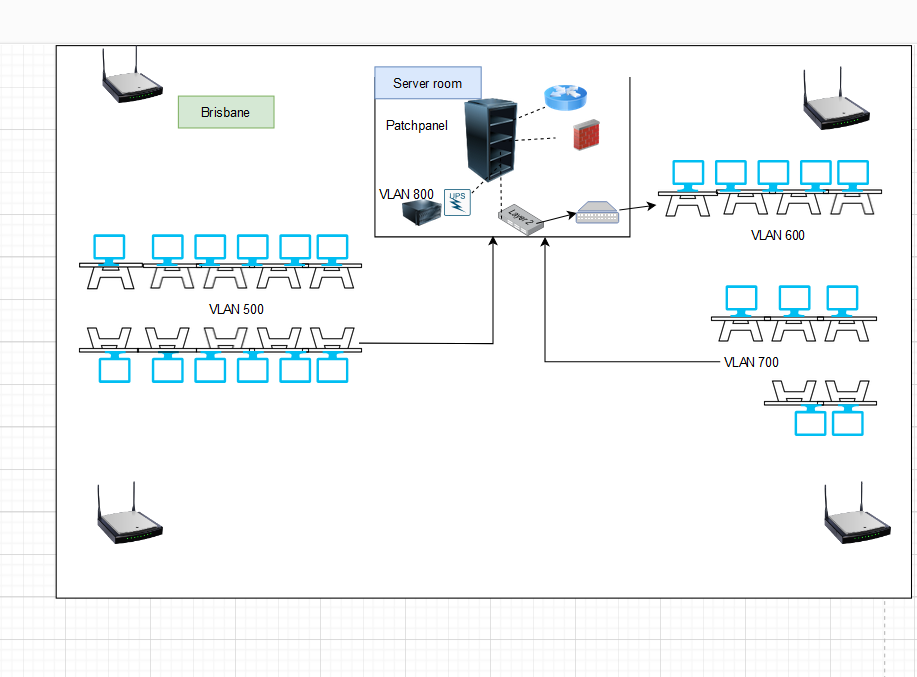 Server room
Brisbane
Patchpanel
VLAN 800
UPS
Layer 2
VLAN 600
VLAN 500
VLAN 700